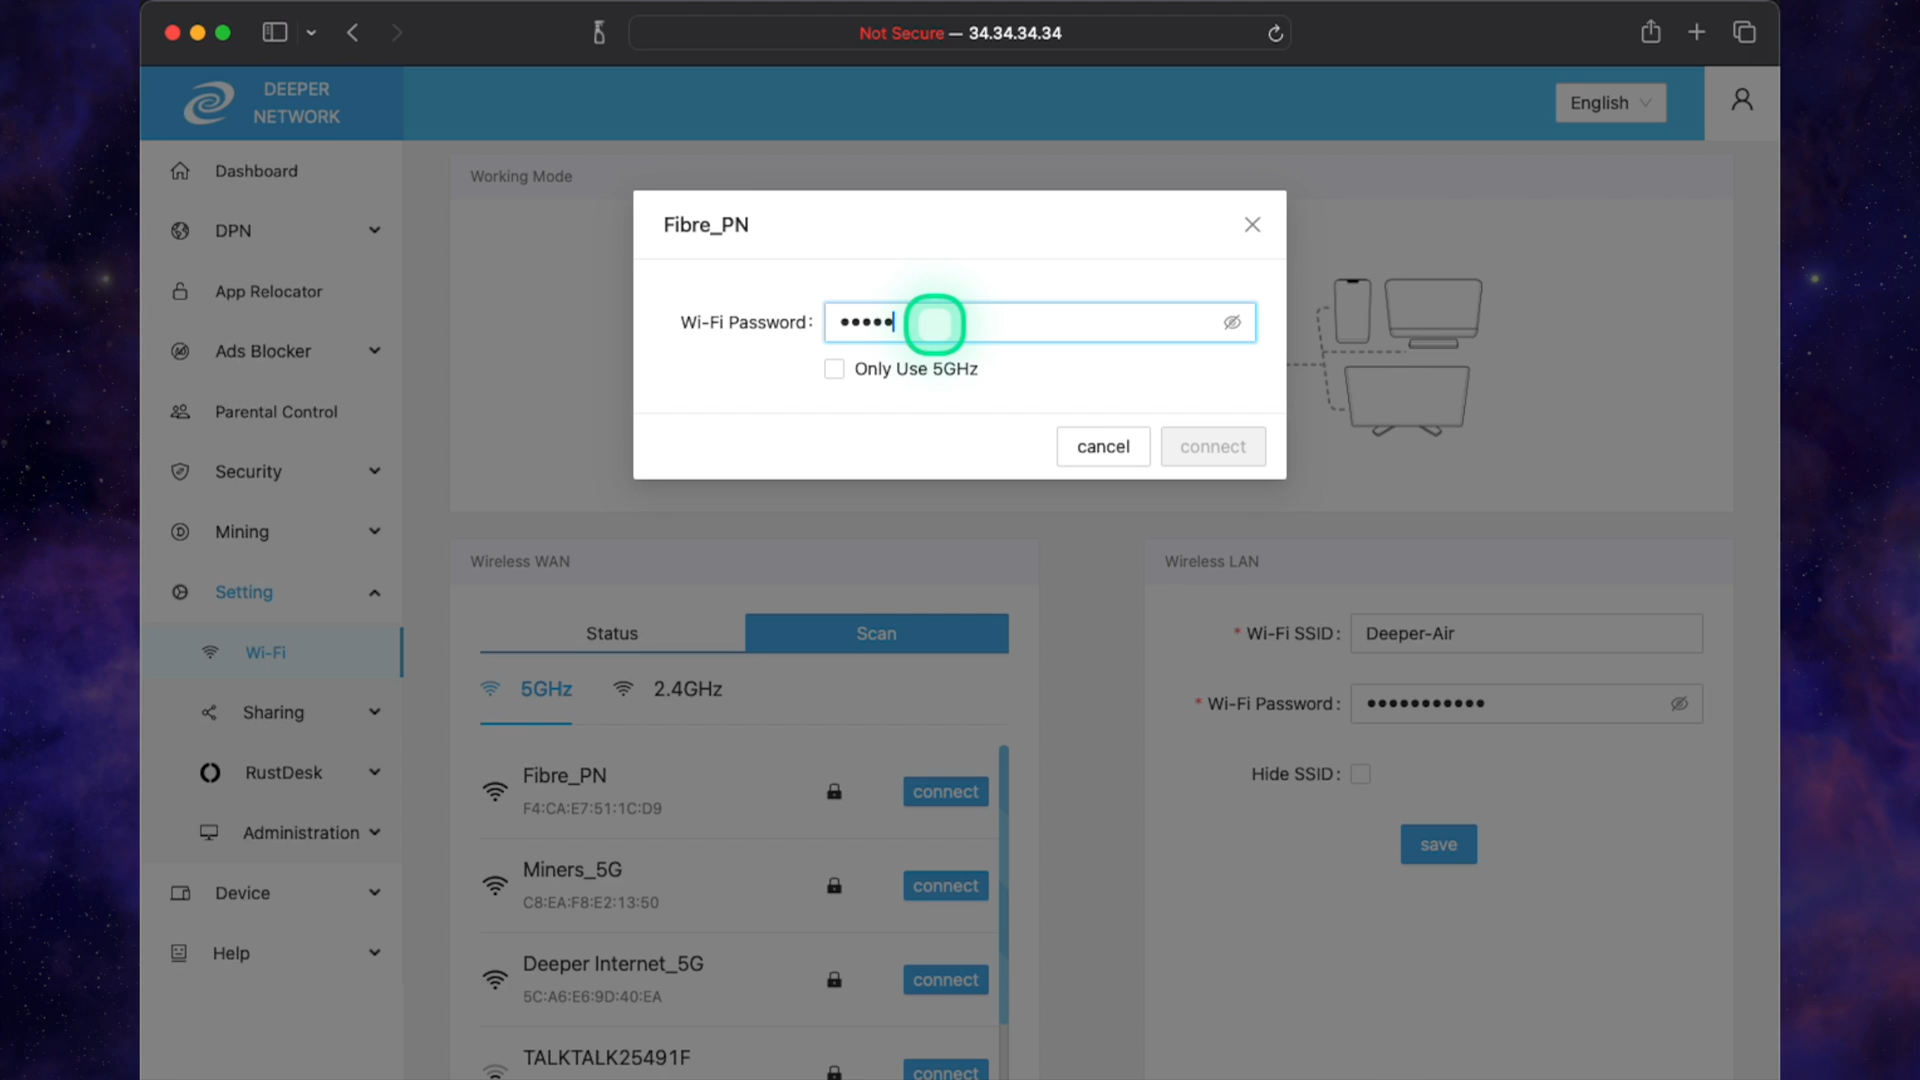 Not Secure — 34.34.34.34
DEEPER
NETWORK
English
Dashboard
DPN
App Relocator
Ads Blocker
Parental Control
Security
Mining
Setting
Wi-Fi
Sharing
RustDesk
Administration
Device
Help
Working Mode
Fibre_PN
Wi-Fi Password:
•••••
Only Use 5GHz
cancel
connect
Wireless WAN
Status
Scan
5GHz
2.4GHz
Fibre_PN
F4:CA:E7:51:1C:D9
connect
Miners_5G
C8:EA:F8:E2:13:50
connect
Deeper Internet_5G
5C:A6:E6:9D:40:EA
connect
TALKTALK25491F
connect
Wireless LAN
* Wi-Fi SSID: Deeper-Air
* Wi-Fi Password: •••••••••••
Hide SSID:
save